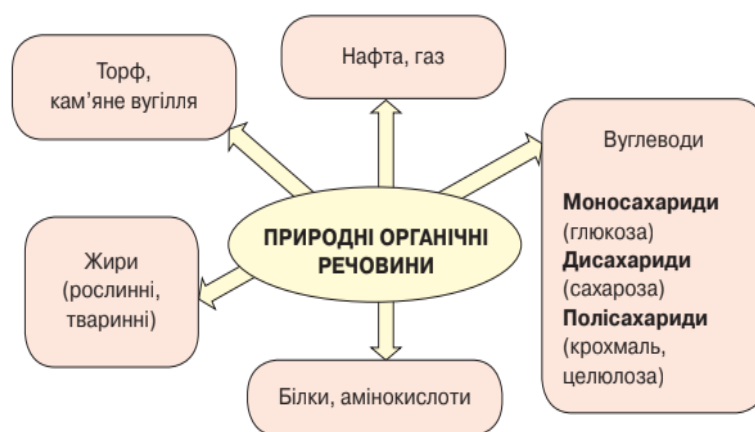 Торф,
кам’яне вугілля
Нафта, газ
Вуглеводи
Моносахариди
(глюкоза)
Дисахариди
(сахароза)
Полісахариди
(крохмаль,
целюлоза)
ПРИРОДНІ ОРГАНІЧНІ
РЕЧОВИНИ
Жири
(рослинні,
тваринні)
Білки, амінокислоти